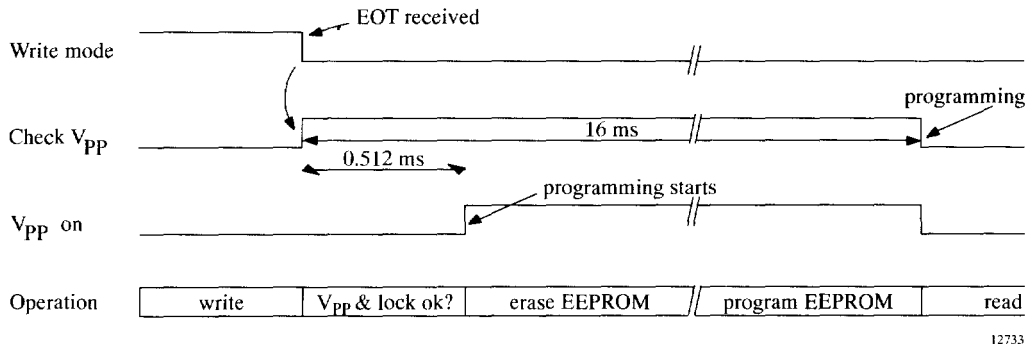 EOT received
Write mode
programming
Check VPP
16 ms
0.512 ms
programming starts
VPP on
Operation
write
VPP & lock ok?
erase EEPROM
program EEPROM
read
12733